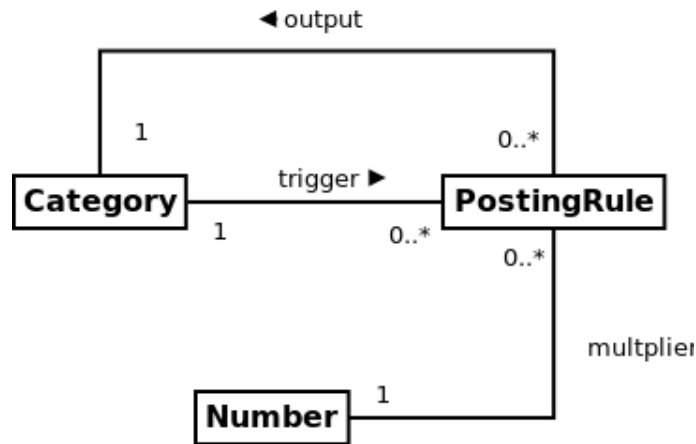 ◄ output
1
0..*
trigger ►
Category
PostingRule
1
0..*
0..*
multplier
1
Number